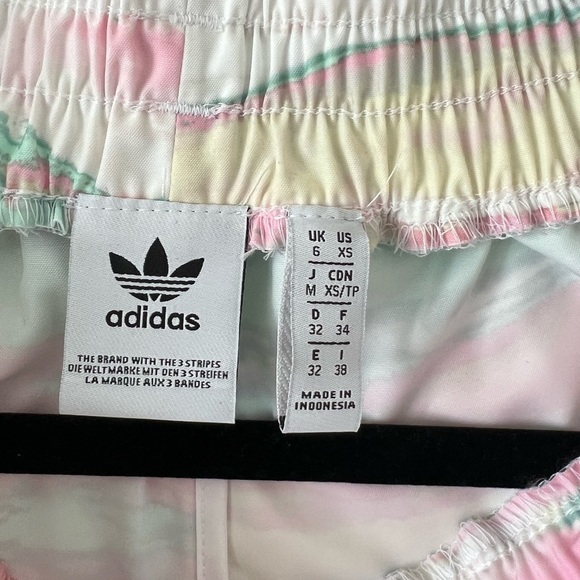 adidas
THE BRAND WITH THE 3 STRIPES
DIE WELTMARKE MIT DEN 3 STREIFEN
LA MARQUE AUX 3 BANDES
UK US
6 XS
J CDN
M XS/TP
D F
32 34
E I
32 38
MADE IN
INDONESIA